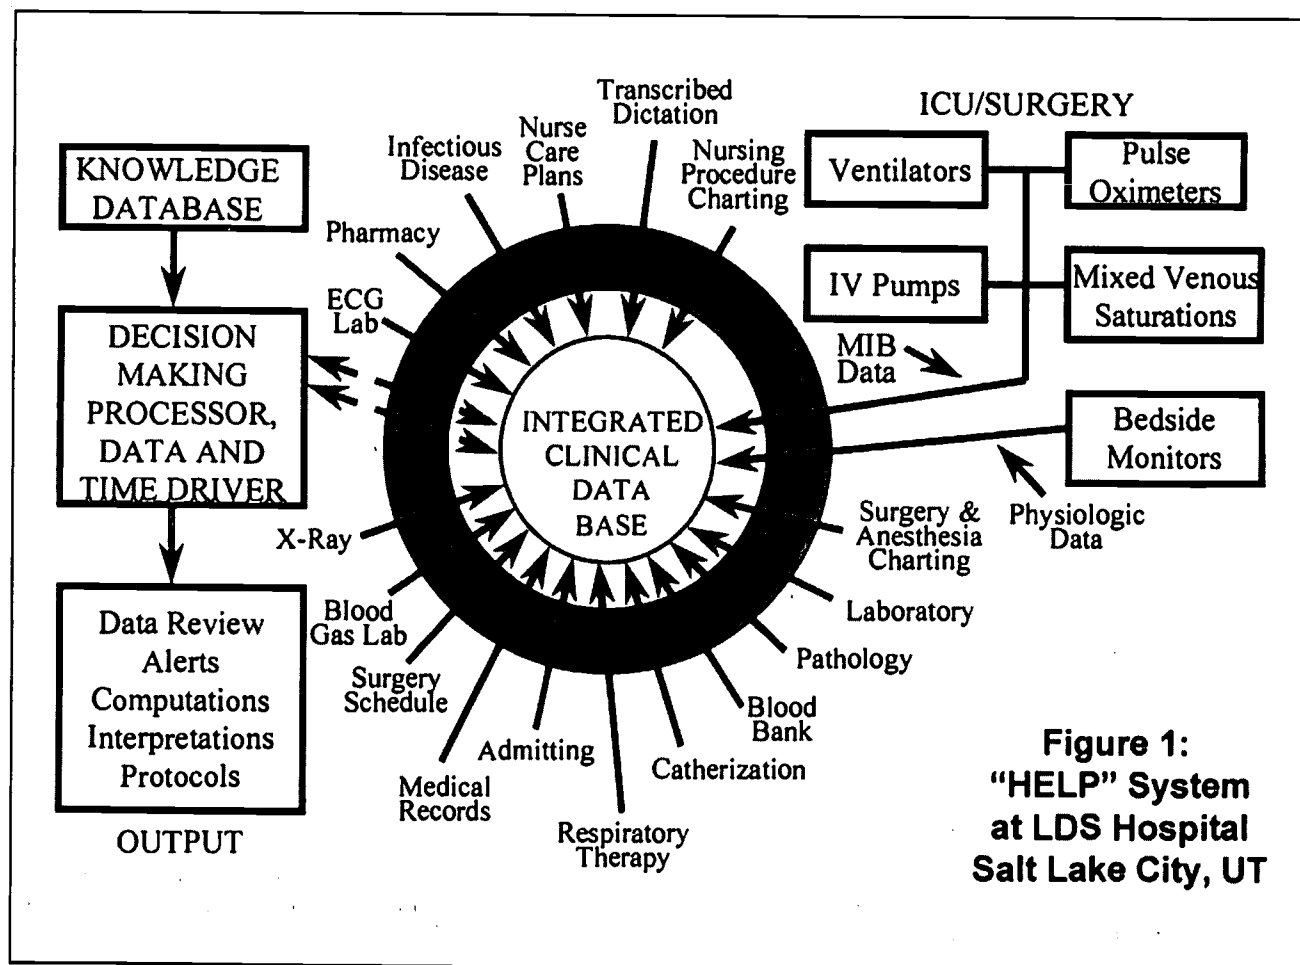 KNOWLEDGE
DATABASE
DECISION
MAKING
PROCESSOR,
DATA AND
TIME DRIVER
Data Review
Alerts
Computations
Interpretations
Protocols
OUTPUT
Transcribed
Dictation
Nurse
Care
Plans
Infectious
Disease
Nursing
Procedure
Charting
Pharmacy
ECG
Lab
INTEGRATED
CLINICAL
DATA
BASE
X-Ray
Blood
Gas Lab
Surgery
Schedule
Medical
Records
Admitting
Respiratory
Therapy
Catherization
Blood
Bank
Pathology
Laboratory
Surgery &
Anesthesia
Charting
ICU/SURGERY
Ventilators
Pulse
Oximeters
IV Pumps
Mixed Venous
Saturations
MIB
Data
Bedside
Monitors
Physiologic
Data
Figure 1:
“HELP” System
at LDS Hospital
Salt Lake City, UT